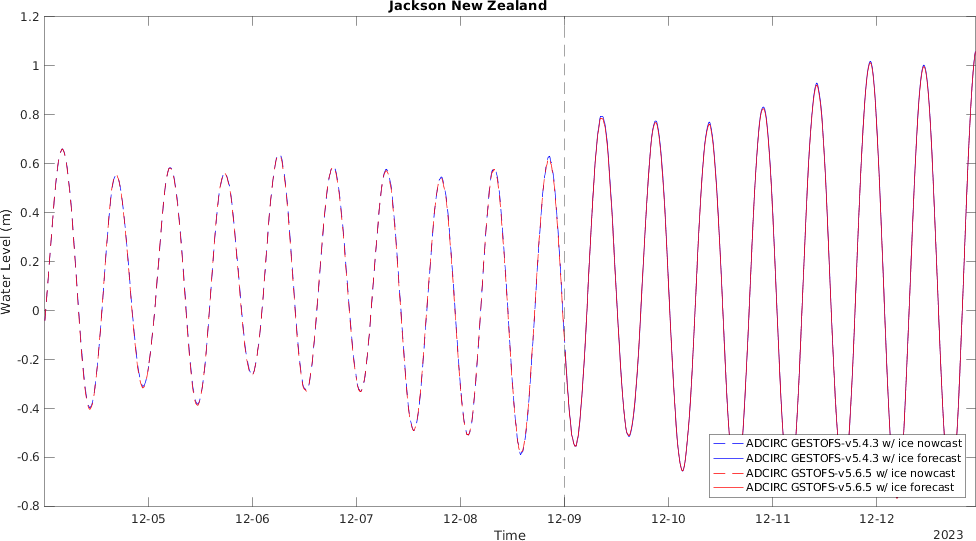 Jackson New Zealand
1.2
1
0.8
0.6
0.4
0.2
0
-0.2
-0.4
-0.6
-0.8
Water Level (m)
12-05 12-06 12-07 12-08 12-09 12-10 12-11 12-12
Time
2023
ADCIRC GESTOFS-v5.4.3 w/ ice nowcast
ADCIRC GESTOFS-v5.4.3 w/ ice forecast
ADCIRC GSTOFS-v5.6.5 w/ ice nowcast
ADCIRC GSTOFS-v5.6.5 w/ ice forecast